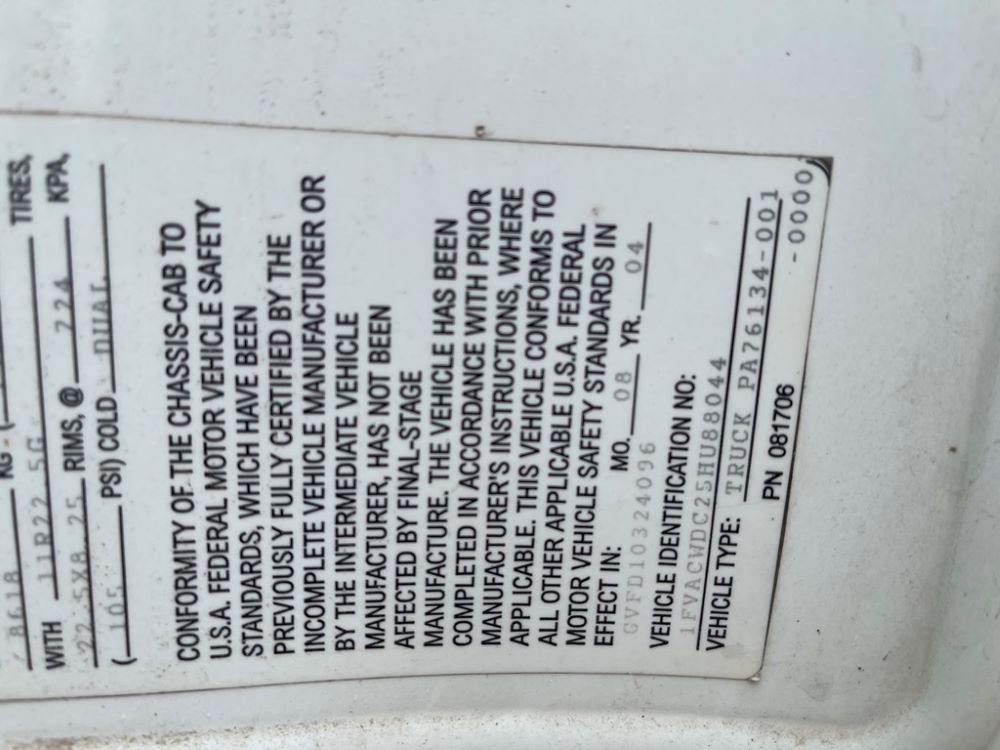 8618 KG (
WITH 11R22.5G TIRES,
22.5X8.25 RIMS, @ 724 KPA,
( 105 PSI) COLD DUAL
CONFORMITY OF THE CHASSIS-CAB TO
U.S.A. FEDERAL MOTOR VEHICLE SAFETY
STANDARDS, WHICH HAVE BEEN
PREVIOUSLY FULLY CERTIFIED BY THE
INCOMPLETE VEHICLE MANUFACTURER OR
BY THE INTERMEDIATE VEHICLE
MANUFACTURER, HAS NOT BEEN
AFFECTED BY FINAL-STAGE
MANUFACTURE. THE VEHICLE HAS BEEN
COMPLETED IN ACCORDANCE WITH PRIOR
MANUFACTURER'S INSTRUCTIONS, WHERE
APPLICABLE. THIS VEHICLE CONFORMS TO
ALL OTHER APPLICABLE U.S.A. FEDERAL
MOTOR VEHICLE SAFETY STANDARDS IN
EFFECT IN: MO. 08 YR. 04
GVFD10324096
VEHICLE IDENTIFICATION NO:
1FVACWDC25HU88044
VEHICLE TYPE: TRUCK PA76134-001
PN 081706 -0000